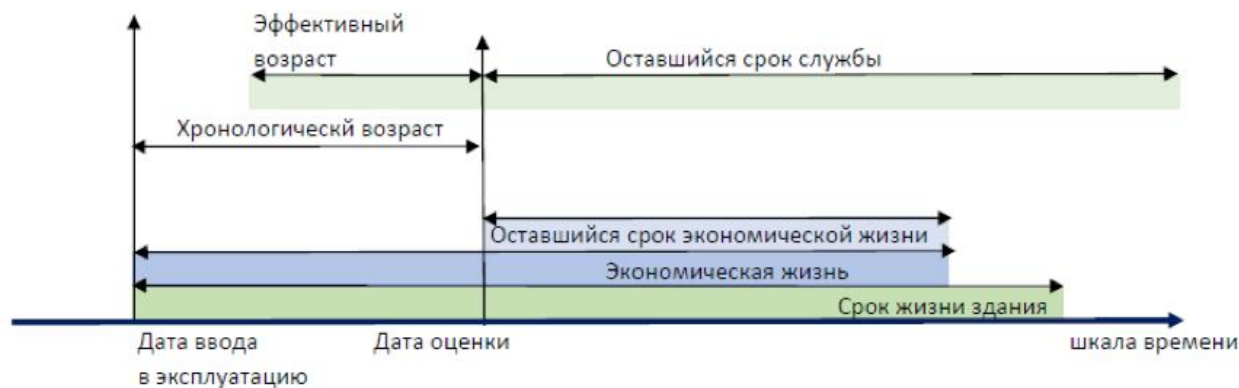 Эффективный
возраст
Оставшийся срок службы
Хронологическй возраст
Оставшийся срок экономической жизни
Экономическая жизнь
Срок жизни здания
Дата ввода
в эксплуатацию
Дата оценки
шкала времени